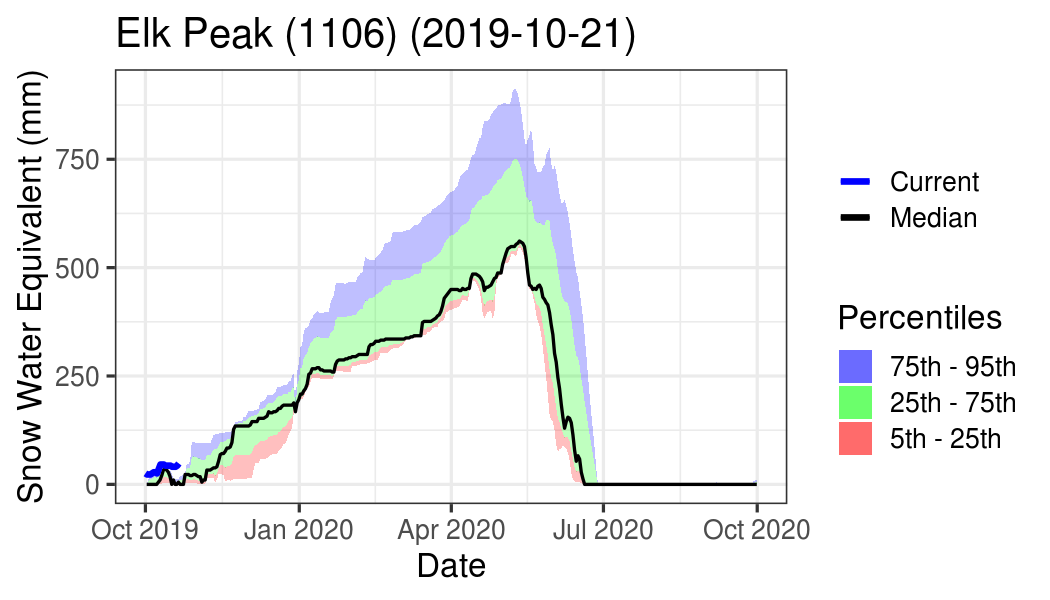 Elk Peak (1106) (2019-10-21)
Snow Water Equivalent (mm)
750
500
250
0
Oct 2019
Jan 2020
Apr 2020
Jul 2020
Oct 2020
Date
Current
Median
Percentiles
75th - 95th
25th - 75th
5th - 25th